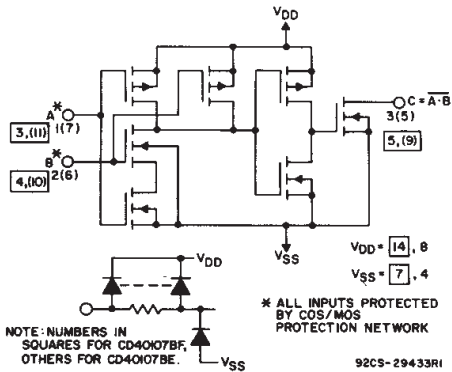 VDD
A*
1(7)
3,(11)
B*
2(6)
4,(10)
C = A·B
3(5)
5,(9)
VSS
VDD = 14, 8
VSS = 7, 4
VDD
VSS
* ALL INPUTS PROTECTED
BY COS/MOS
PROTECTION NETWORK
NOTE: NUMBERS IN
SQUARES FOR CD40107BF,
OTHERS FOR CD40107BE.
92CS-29433R1